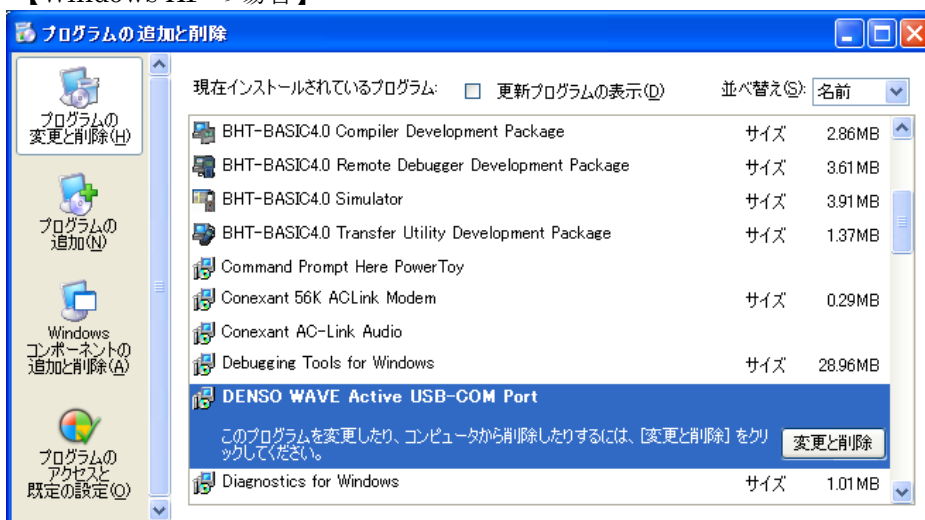 プログラムの追加と削除
プログラムの
変更と削除(H)
プログラムの
追加(N)
Windows
コンポーネントの
追加と削除(A)
プログラムの
アクセスと
既定の設定(O)
現在インストールされているプログラム: 更新プログラムの表示(D) 並べ替え(S): 名前
BHT-BASIC4.0 Compiler Development Package サイズ 2.86MB
BHT-BASIC4.0 Remote Debugger Development Package サイズ 3.61MB
BHT-BASIC4.0 Simulator サイズ 3.91MB
BHT-BASIC4.0 Transfer Utility Development Package サイズ 1.37MB
Command Prompt Here PowerToy
Conexant 56K ACLink Modem サイズ 0.29MB
Conexant AC-Link Audio
Debugging Tools for Windows サイズ 28.96MB
DENSO WAVE Active USB-COM Port
このプログラムを変更したり、コンピュータから削除したりするには、[変更と削除] をクリ
ックしてください。
変更と削除
Diagnostics for Windows サイズ 1.01MB